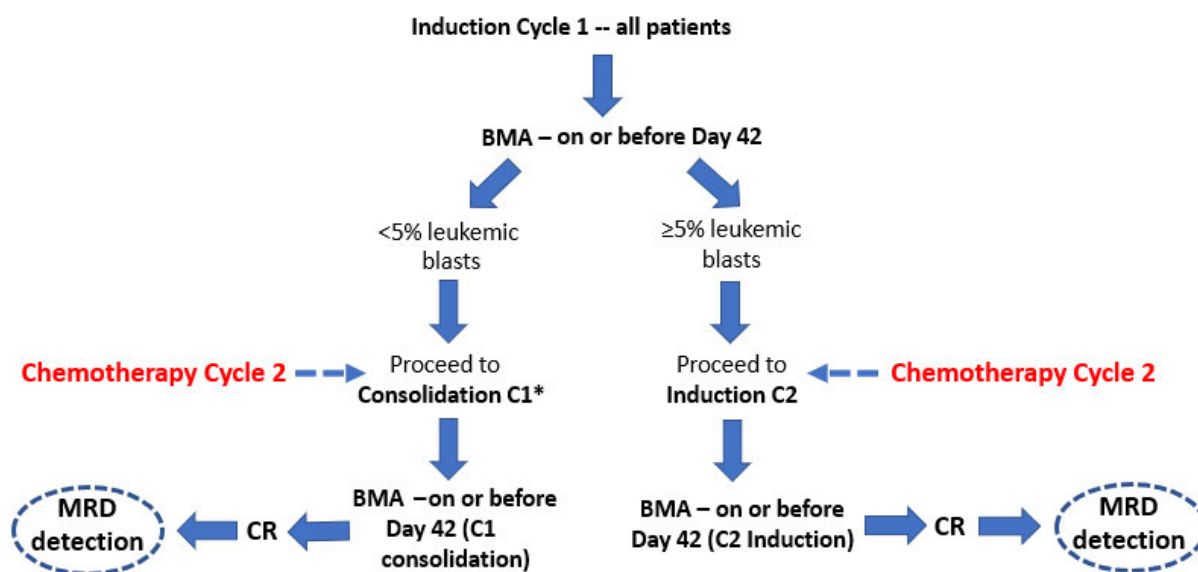 Induction Cycle 1 -- all patients
BMA – on or before Day 42
<5% leukemic
blasts
≥5% leukemic
blasts
Chemotherapy Cycle 2
Proceed to
Consolidation C1*
Proceed to
Induction C2
Chemotherapy Cycle 2
MRD
detection
CR
BMA –on or before
Day 42 (C1
consolidation)
BMA – on or before
Day 42 (C2 Induction)
CR
MRD
detection